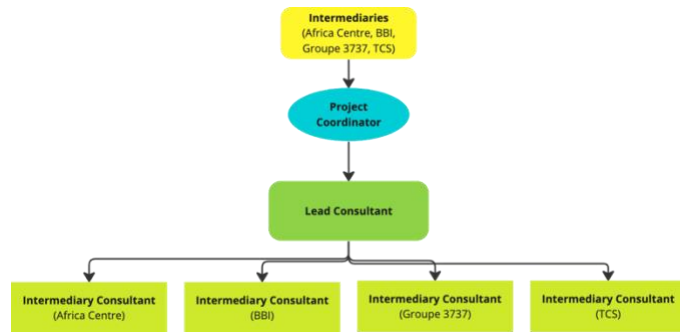 Intermediaries
(Africa Centre, BBI,
Groupe 3737, TCS)
Project
Coordinator
Lead Consultant
Intermediary Consultant
(Africa Centre)
Intermediary Consultant
(BBI)
Intermediary Consultant
(Groupe 3737)
Intermediary Consultant
(TCS)